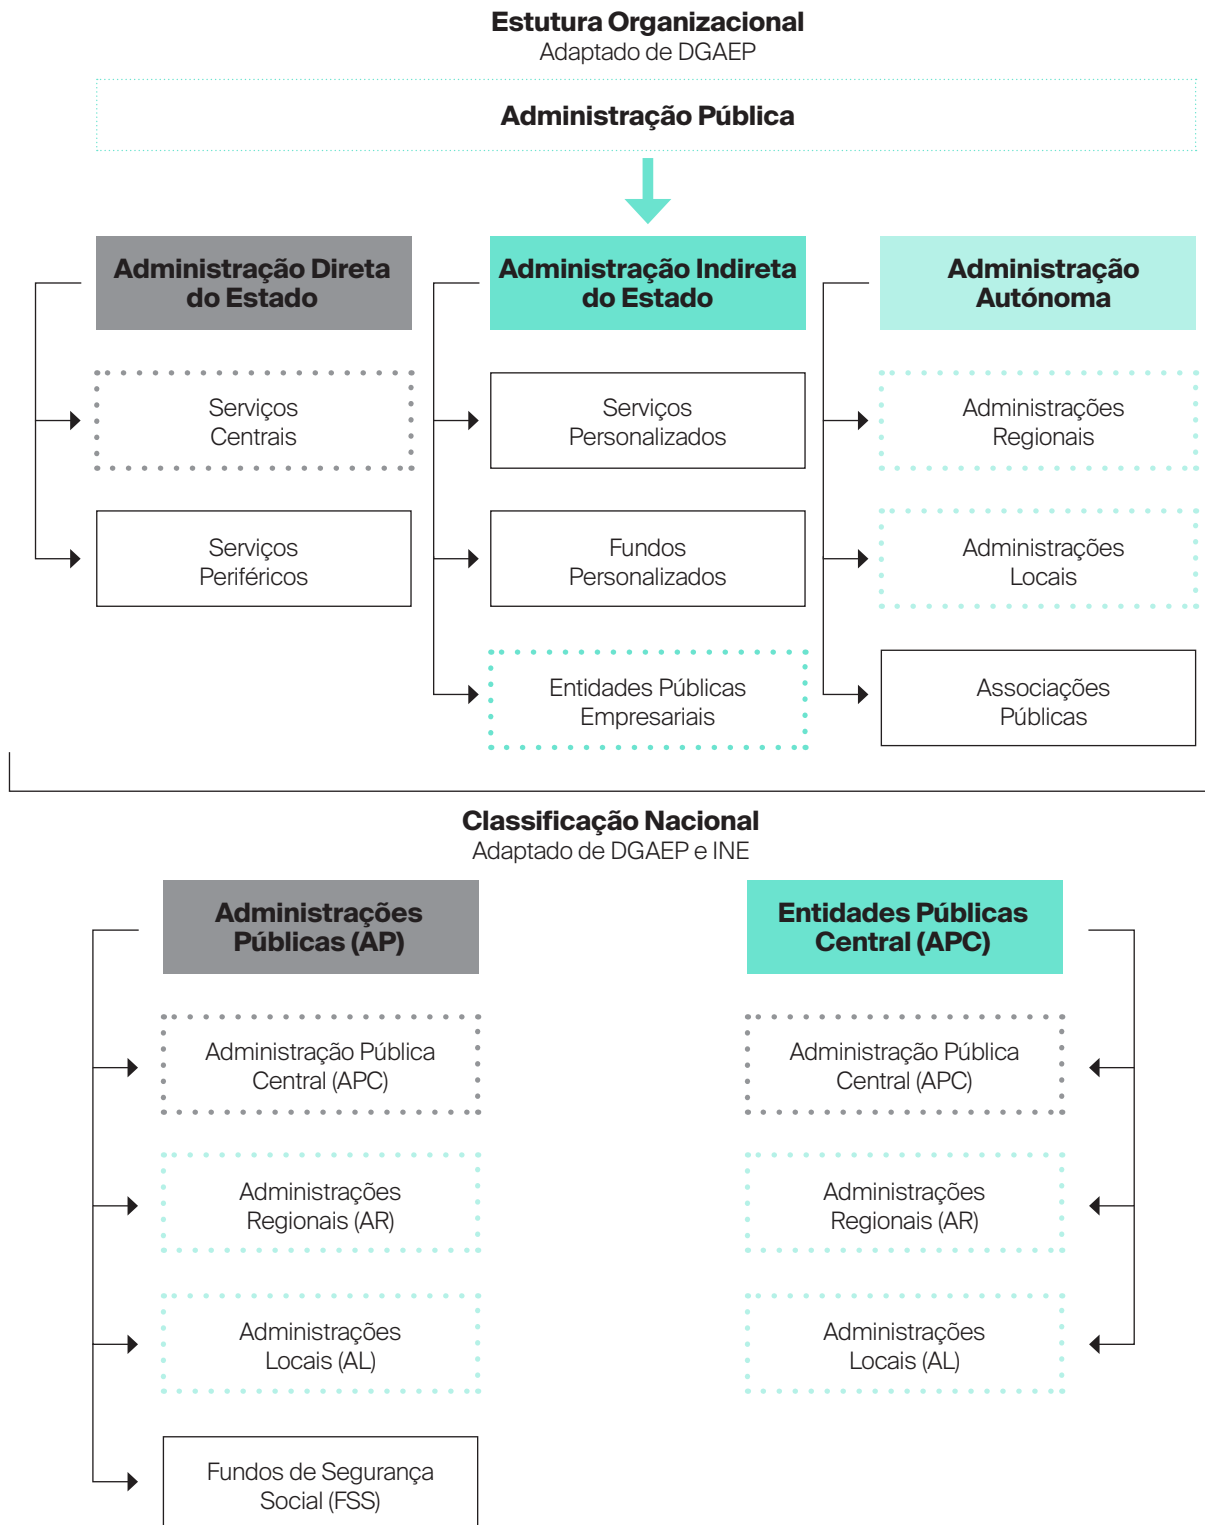 Estutura Organizacional
Adaptado de DGAEP
Administração Pública
Administração Direta
do Estado
Administração Indireta
do Estado
Administração
Autónoma
Serviços
Centrais
Serviços
Personalizados
Administrações
Regionais
Serviços
Periféricos
Fundos
Personalizados
Administrações
Locais
Entidades Públicas
Empresariais
Associações
Públicas
Classificação Nacional
Adaptado de DGAEP e INE
Administrações
Públicas (AP)
Entidades Públicas
Central (APC)
Administração Pública
Central (APC)
Administração Pública
Central (APC)
Administrações
Regionais (AR)
Administrações
Regionais (AR)
Administrações
Locais (AL)
Administrações
Locais (AL)
Fundos de Segurança
Social (FSS)